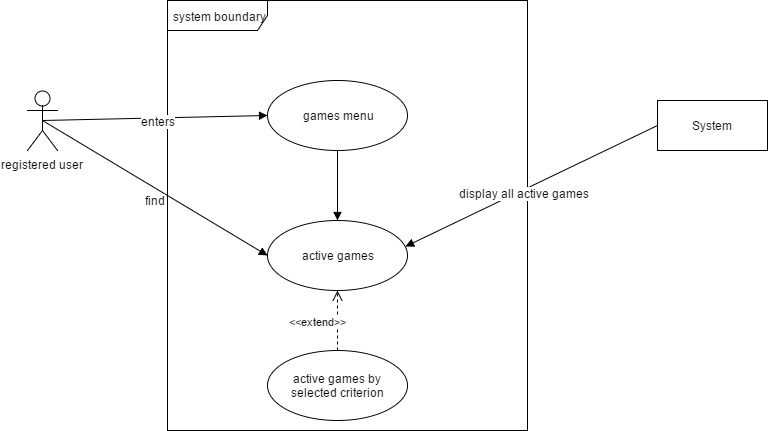 system boundary
games menu
enters
System
registered user
display all active games
find
active games
<<extend>>
active games by
selected criterion